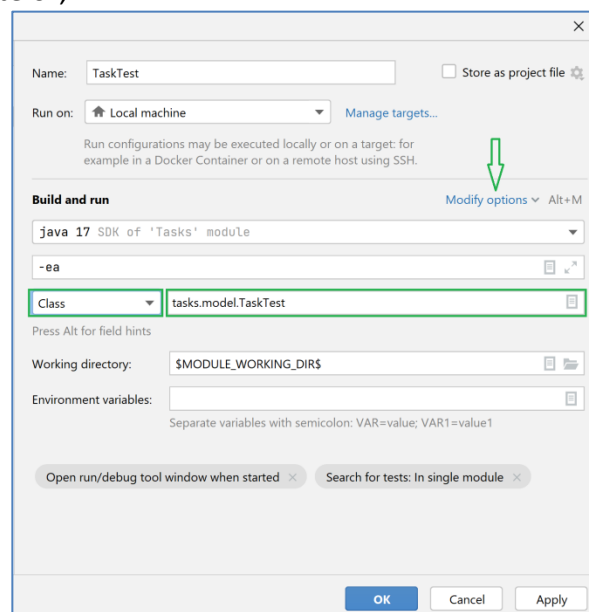 Name: TaskTest Store as project file
Run on: Local machine Manage targets...
Run configurations may be executed locally or on a target: for
example in a Docker Container or on a remote host using SSH.
Build and run Modify options Alt+M
java 17 SDK of 'Tasks' module
-ea
Class tasks.model.TaskTest
Press Alt for field hints
Working directory: $MODULE_WORKING_DIR$
Environment variables:
Separate variables with semicolon: VAR=value; VAR1=value1
Open run/debug tool window when started × Search for tests: In single module ×
OK Cancel Apply